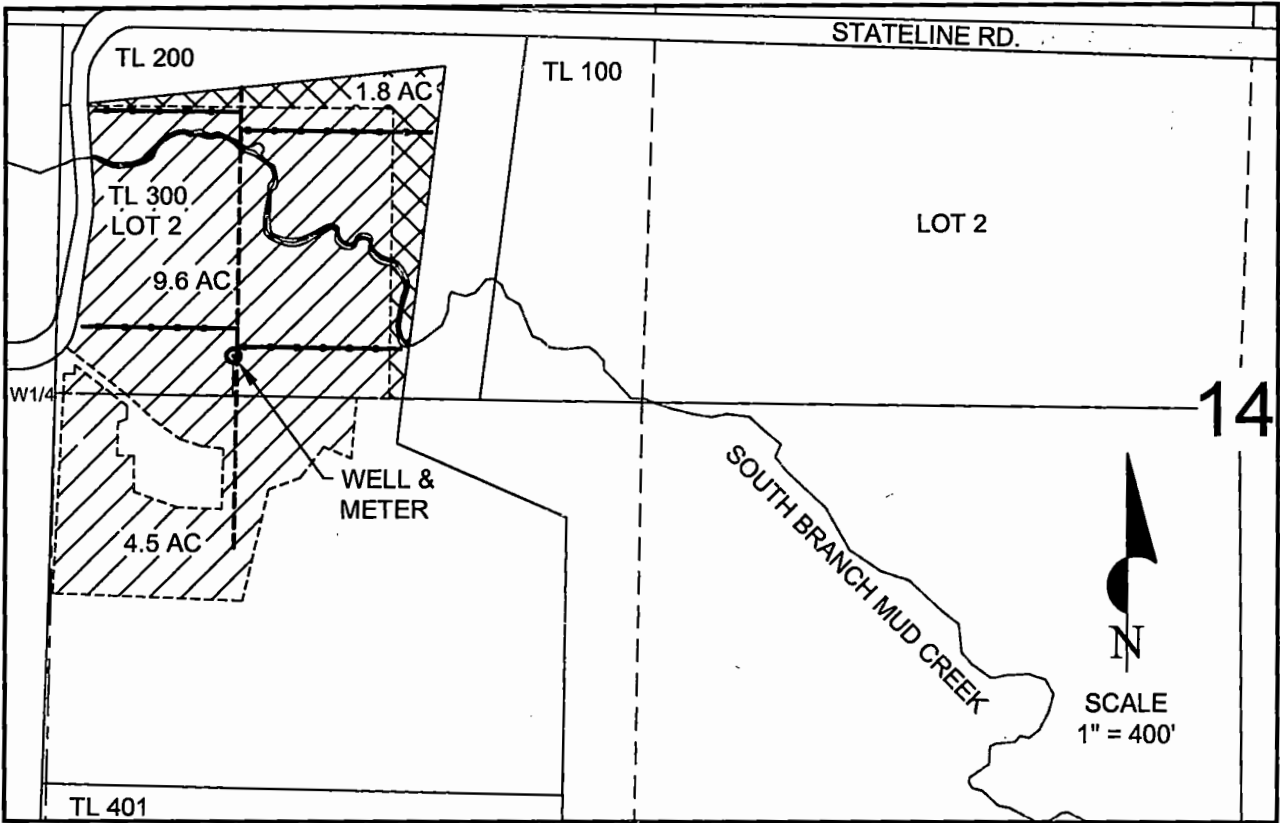 STATELINE RD.
TL 200
TL 100
1.8 AC
TL 300
LOT 2
LOT 2
9.6 AC
W1/4
14
WELL &
METER
SOUTH BRANCH MUD CREEK
4.5 AC
N
SCALE
1" = 400'
TL 401